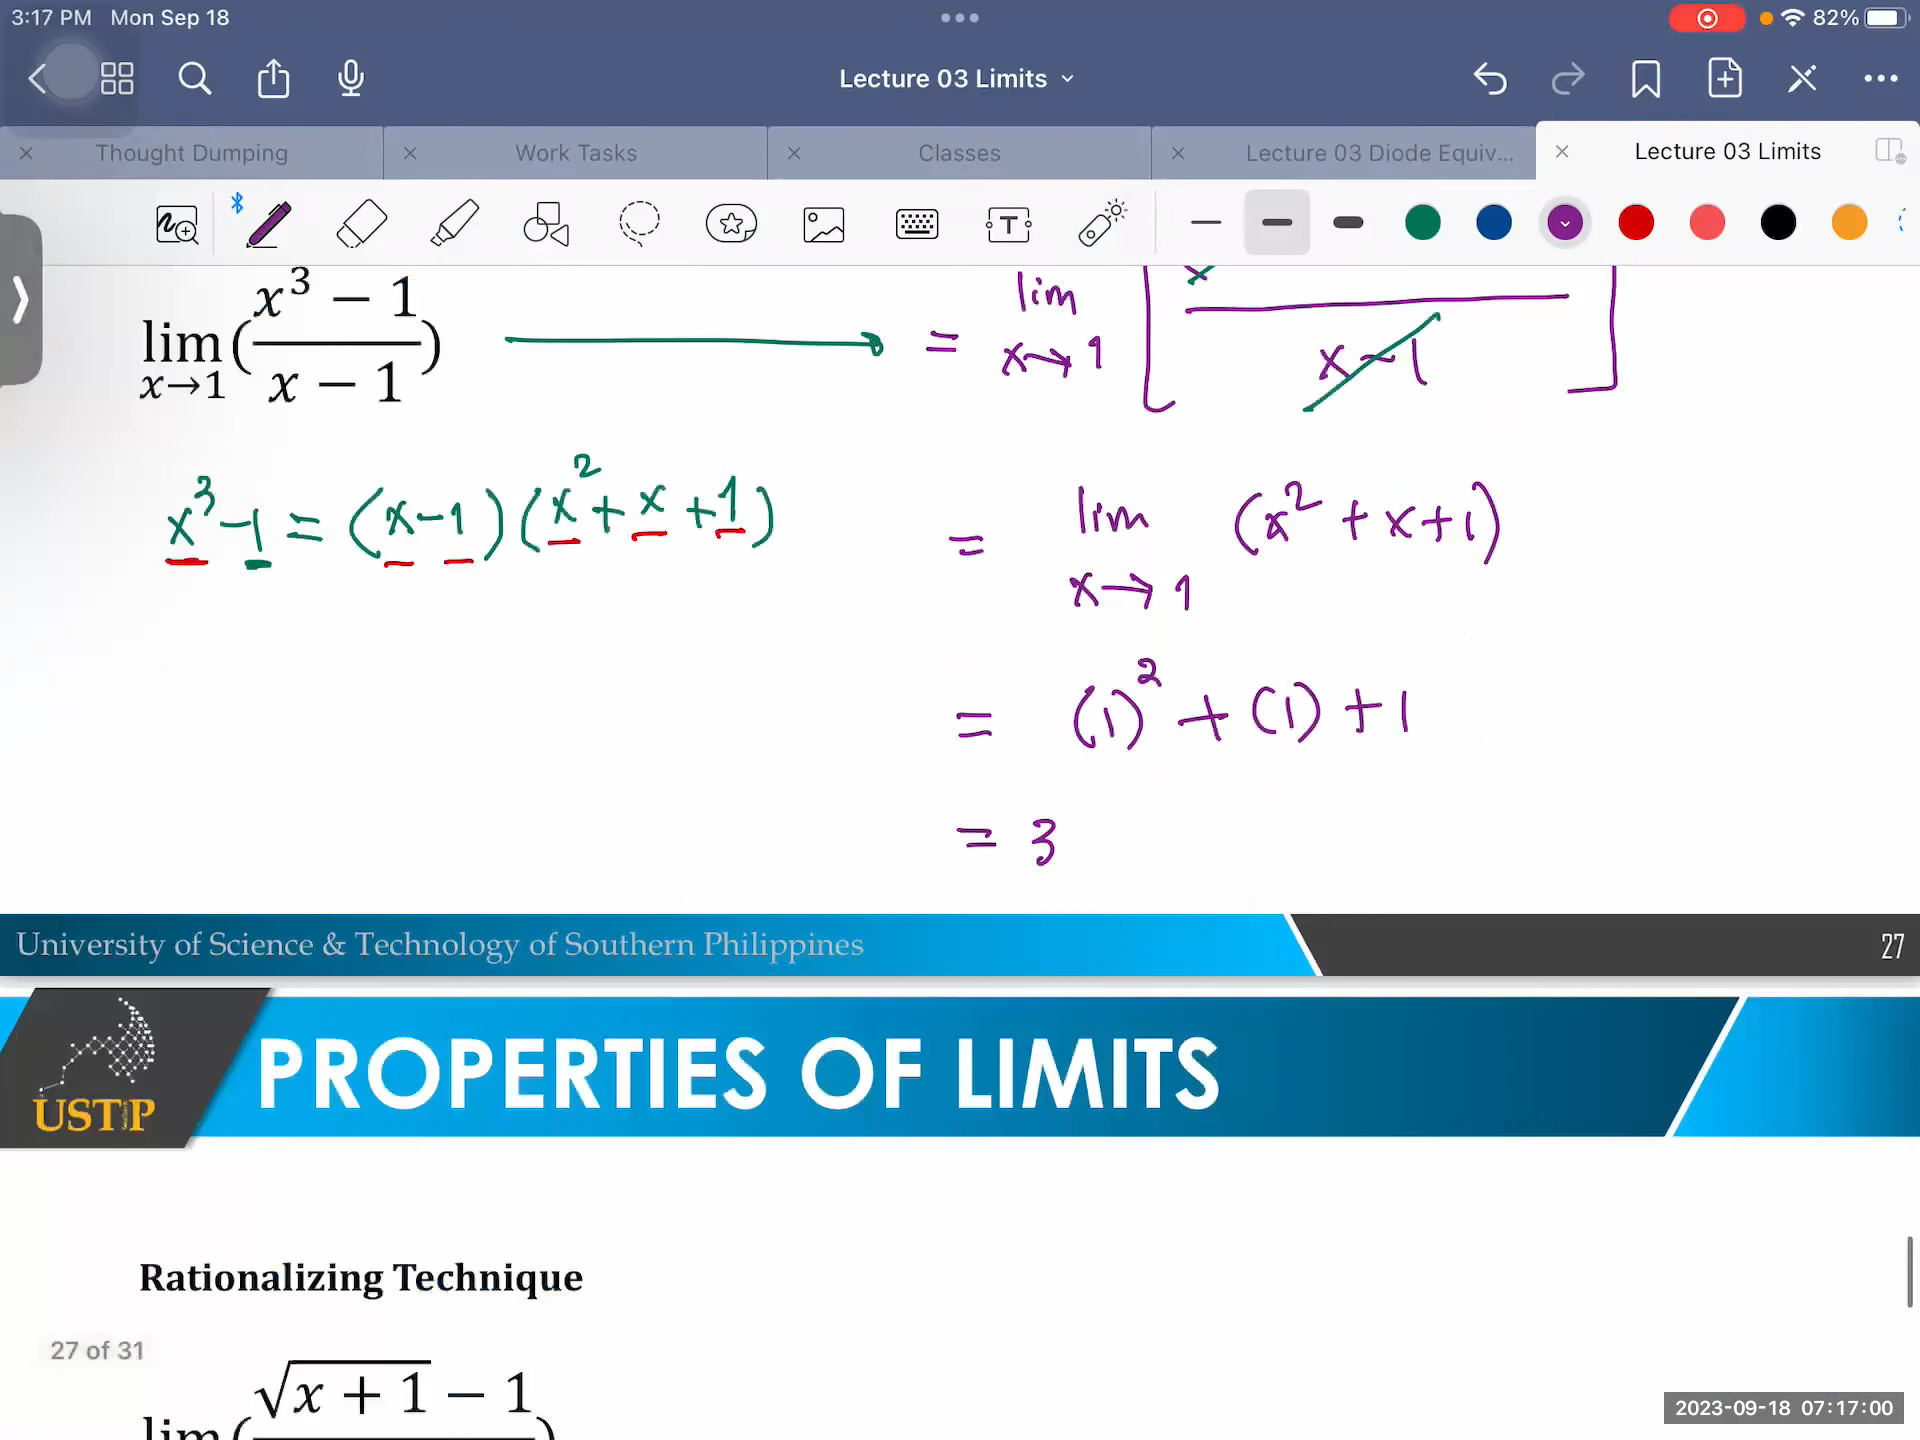 3:17 PM Mon Sep 18
82%
Lecture 03 Limits
Thought Dumping
Work Tasks
Classes
Lecture 03 Diode Equiv...
Lecture 03 Limits
lim x→1 (x³ − 1 / x − 1)
= lim x→1 [ x / x − 1 ]
x³ − 1 = (x − 1)(x² + x + 1)
= lim x→1 (x² + x + 1)
= (1)² + (1) + 1
= 3
University of Science & Technology of Southern Philippines
27
USTP
PROPERTIES OF LIMITS
Rationalizing Technique
27 of 31
lim (√x + 1 − 1)
2023-09-18 07:17:00